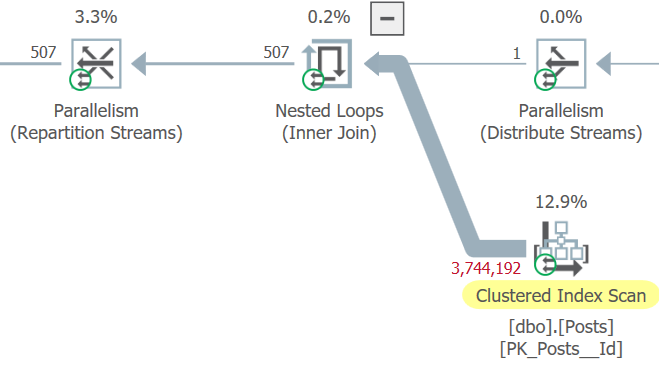 3.3%
0.2%
0.0%
507
507
1
Parallelism
(Repartition Streams)
Nested Loops
(Inner Join)
Parallelism
(Distribute Streams)
12.9%
3,744,192
Clustered Index Scan
[dbo].[Posts]
[PK_Posts__Id]